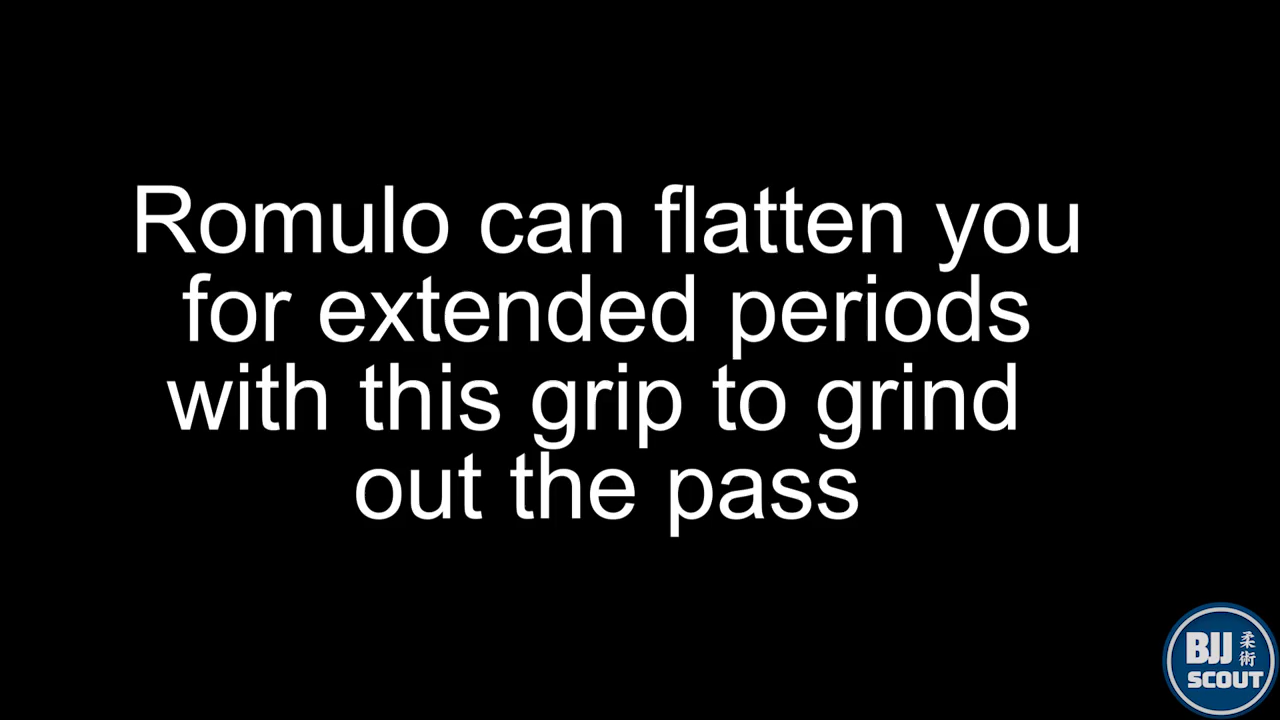 Romulo can flatten you
for extended periods
with this grip to grind
out the pass
BJJ 柔術
SCOUT